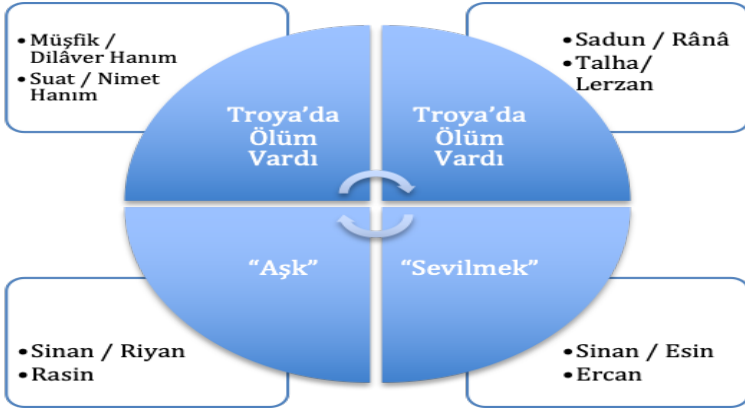 • Müşfik /
Dilâver Hanım
• Suat / Nimet
Hanım
• Sadun / Rânâ
• Talha/
Lerzan
Troya’da
Ölüm
Vardı
Troya’da
Ölüm
Vardı
“Aşk”
“Sevilmek”
• Sinan / Riyan
• Rasin
• Sinan / Esin
• Ercan